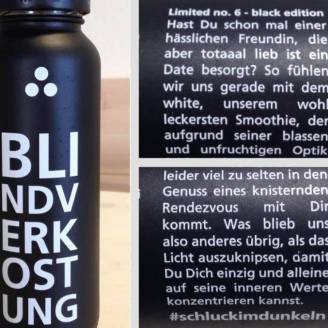 BLI
NDV
ERK
OST
UNG
Limited no. 6 - black edition
Hast Du schon mal einer
hässlichen Freundin, die
aber totaaal lieb ist ein
Date besorgt? So fühlen
wir uns gerade mit dem
white, unserem wohl
leckersten Smoothie, der
aufgrund seiner blassen
und unfruchtigen Optik
leider viel zu selten in den
Genuss eines knisternden
Rendezvous mit Dir
kommt. Was blieb uns
also anderes übrig, als das
Licht auszuknipsen, damit
Du Dich einzig und alleine
auf seine inneren Werte
konzentrieren kannst.
#schluckimdunkeln